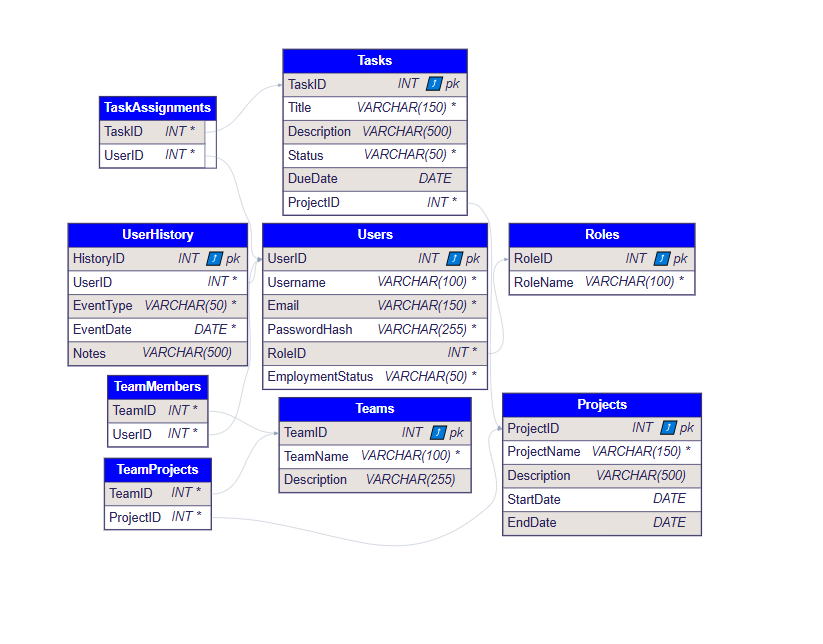 Tasks
TaskID INT pk
Title VARCHAR(150) *
Description VARCHAR(500)
Status VARCHAR(50) *
DueDate DATE
ProjectID INT *
TaskAssignments
TaskID INT *
UserID INT *
UserHistory
HistoryID INT pk
UserID INT *
EventType VARCHAR(50) *
EventDate DATE *
Notes VARCHAR(500)
Users
UserID INT pk
Username VARCHAR(100) *
Email VARCHAR(150) *
PasswordHash VARCHAR(255) *
RoleID INT *
EmploymentStatus VARCHAR(50) *
Roles
RoleID INT pk
RoleName VARCHAR(100) *
TeamMembers
TeamID INT *
UserID INT *
Teams
TeamID INT pk
TeamName VARCHAR(100) *
Description VARCHAR(255)
Projects
ProjectID INT pk
ProjectName VARCHAR(150) *
Description VARCHAR(500)
StartDate DATE
EndDate DATE
TeamProjects
TeamID INT *
ProjectID INT *